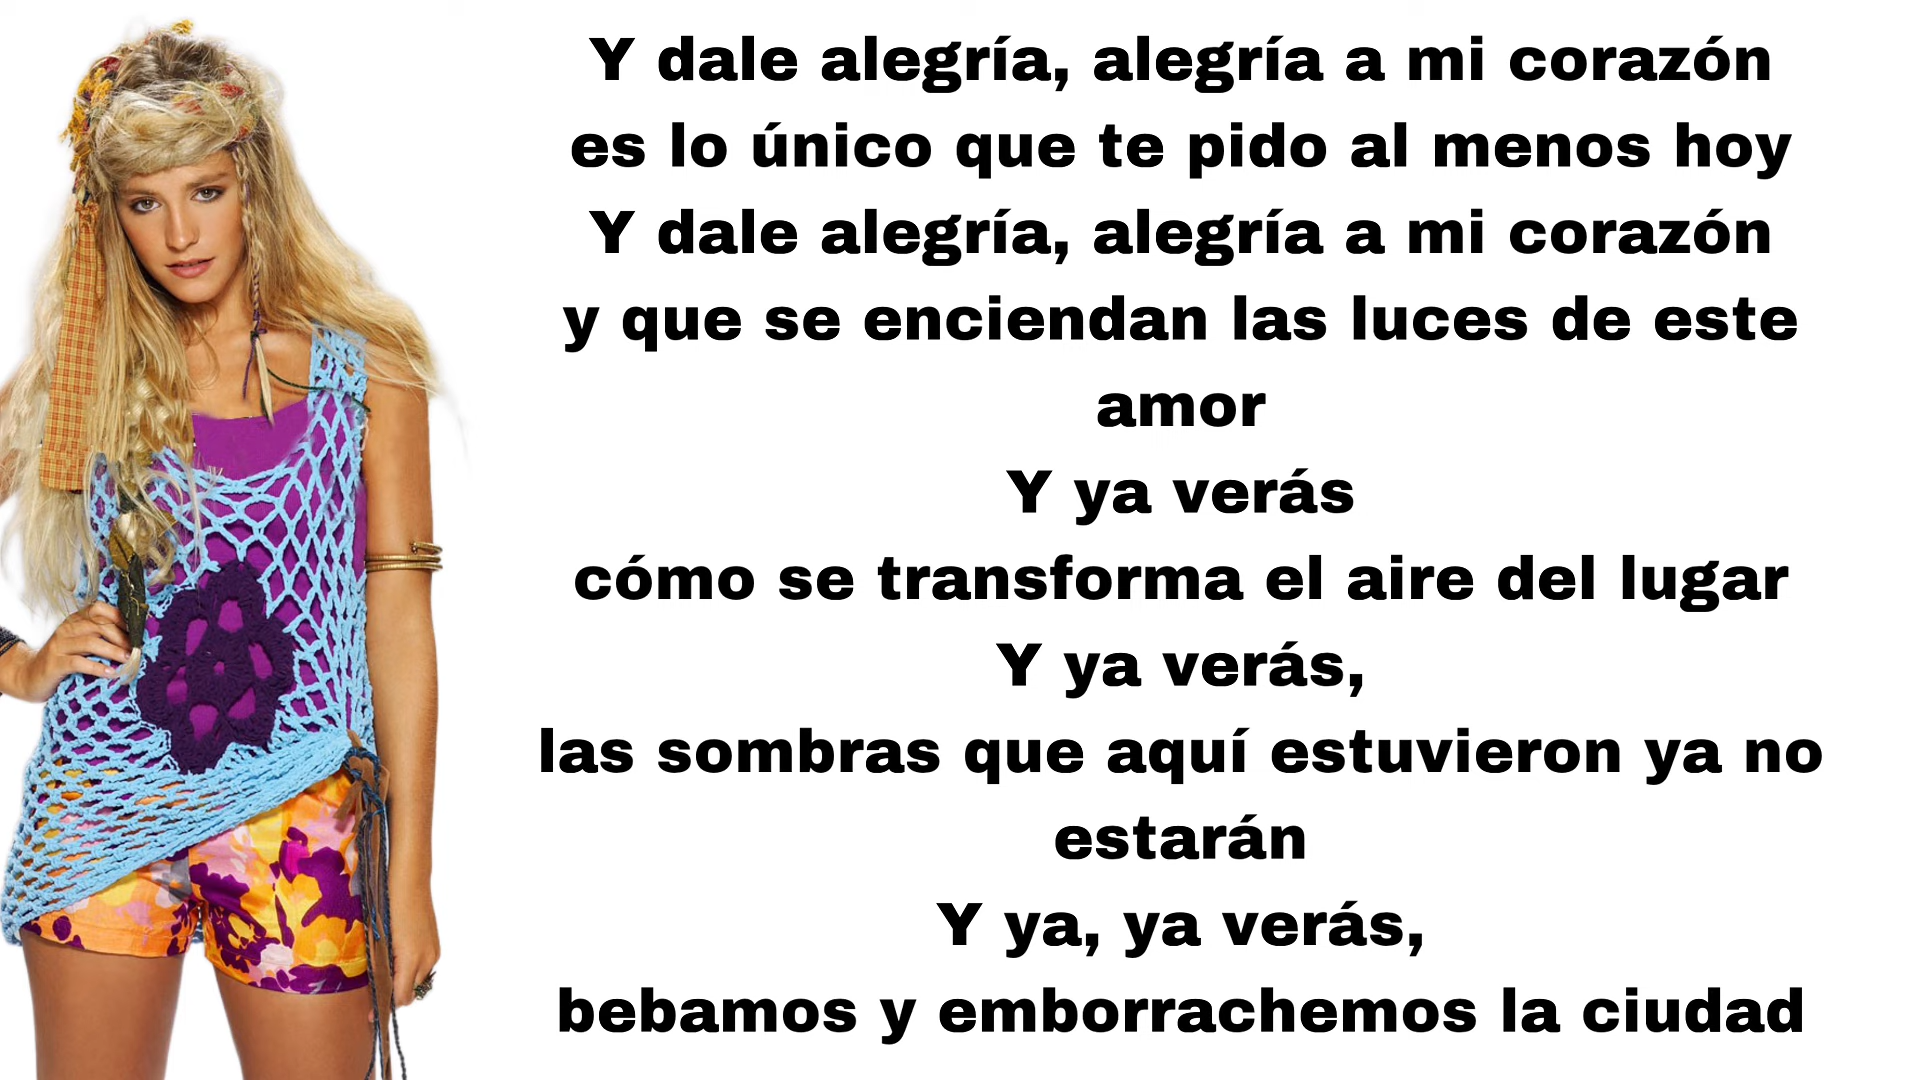 Y dale alegría, alegría a mi corazón
es lo único que te pido al menos hoy
Y dale alegría, alegría a mi corazón
y que se enciendan las luces de este
amor
Y ya verás
cómo se transforma el aire del lugar
Y ya verás,
las sombras que aquí estuvieron ya no
estarán
Y ya, ya verás,
bebamos y emborrachemos la ciudad